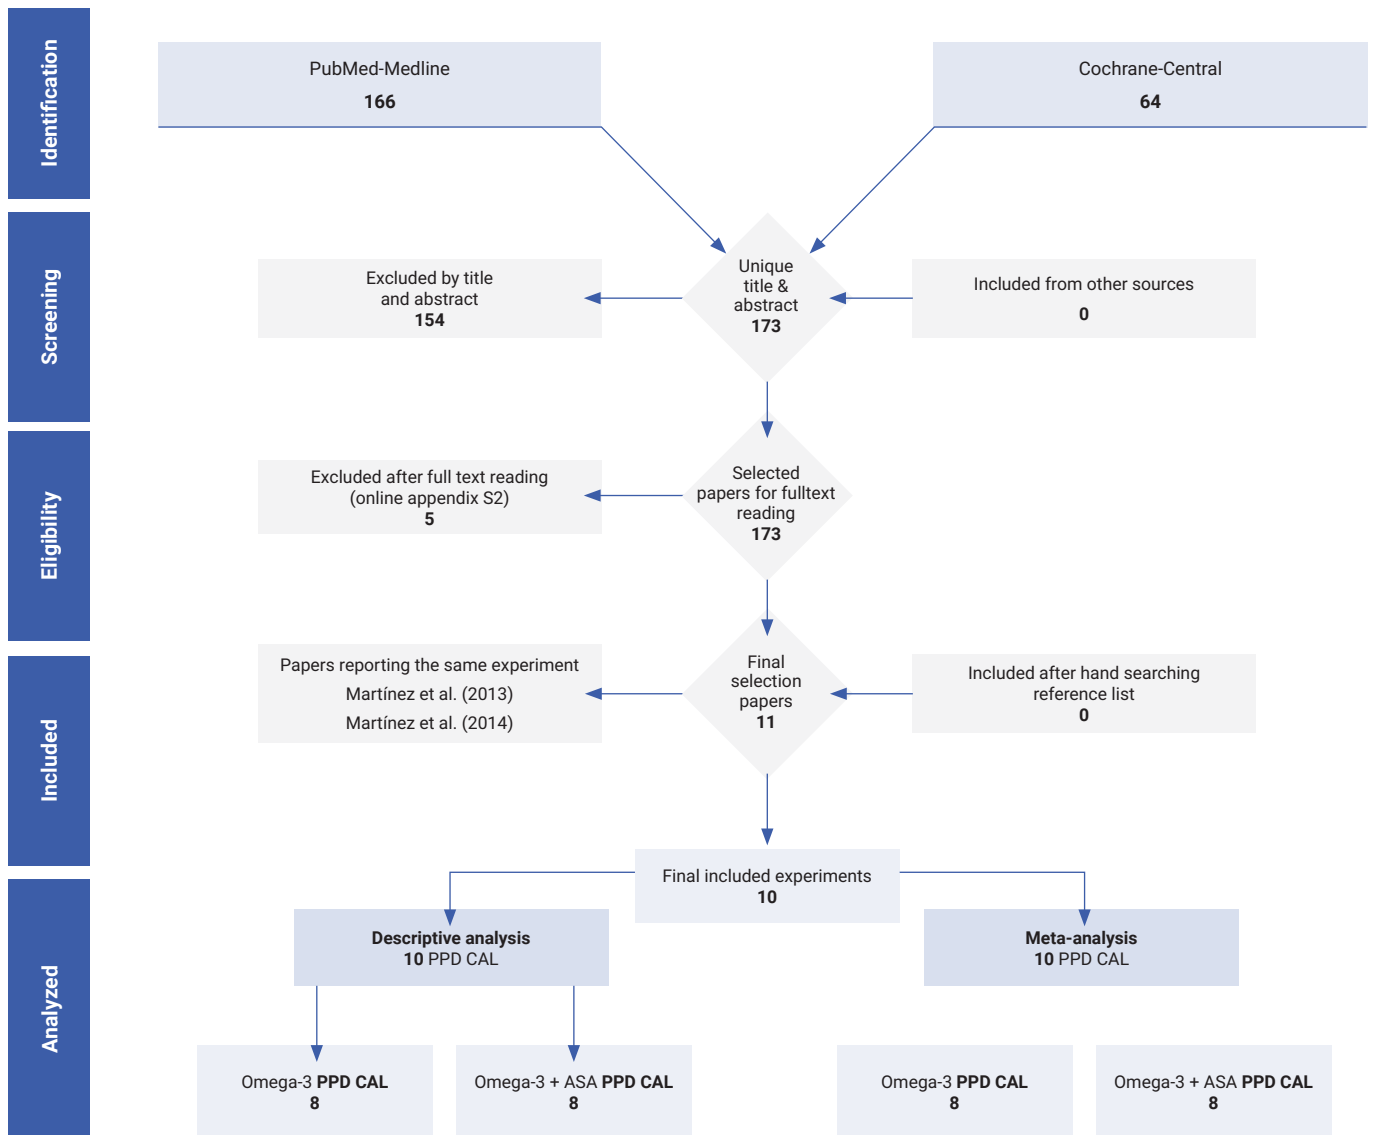 Identification
PubMed-Medline
166
Cochrane-Central
64
Screening
Excluded by title
and abstract
154
Unique
title &
abstract
173
Included from other sources
0
Eligibility
Excluded after full text reading
(online appendix S2)
5
Selected
papers for fulltext
reading
173
Included
Papers reporting the same experiment
Martínez et al. (2013)
Martínez et al. (2014)
Final
selection
papers
11
Included after hand searching
reference list
0
Analyzed
Final included experiments
10
Descriptive analysis
10 PPD CAL
Meta-analysis
10 PPD CAL
Omega-3 PPD CAL
8
Omega-3 + ASA PPD CAL
8
Omega-3 PPD CAL
8
Omega-3 + ASA PPD CAL
8